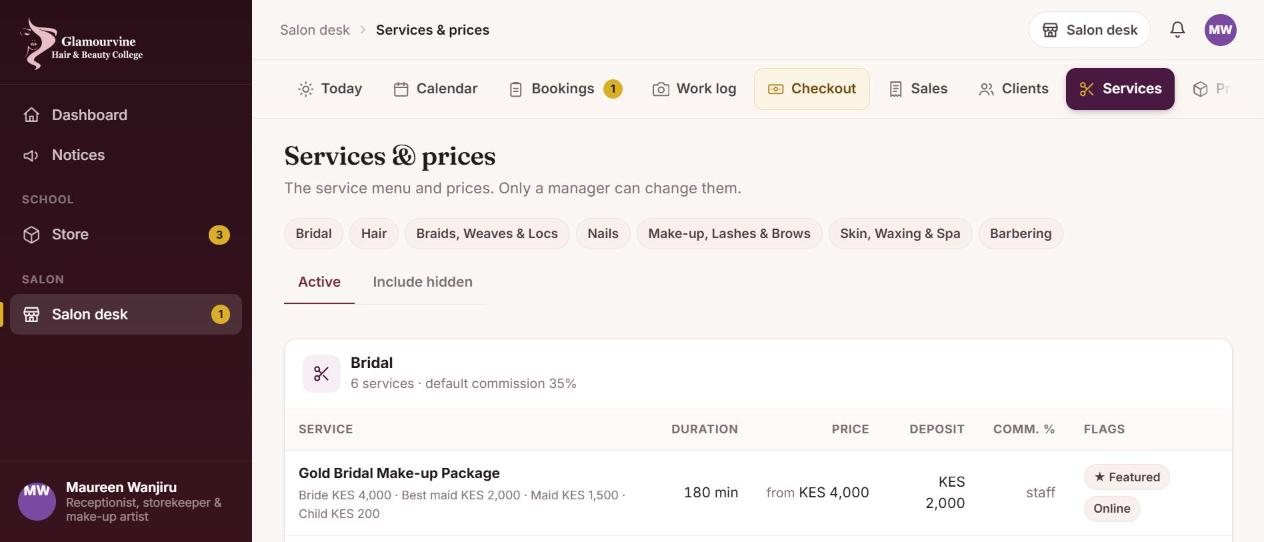 Glamourvine
Hair & Beauty College
Dashboard
Notices
SCHOOL
Store 3
SALON
Salon desk 1
MW Maureen Wanjiru
Receptionist, storekeeper &
make-up artist
Salon desk > Services & prices
Salon desk MW
Today Calendar Bookings 1 Work log Checkout Sales Clients Services
Services & prices
The service menu and prices. Only a manager can change them.
Bridal Hair Braids, Weaves & Locs Nails Make-up, Lashes & Brows Skin, Waxing & Spa Barbering
Active Include hidden
Bridal
6 services · default commission 35%
SERVICE DURATION PRICE DEPOSIT COMM. % FLAGS
Gold Bridal Make-up Package
Bride KES 4,000 · Best maid KES 2,000 · Maid KES 1,500 ·
Child KES 200
180 min from KES 4,000 KES
2,000 staff ★ Featured
Online